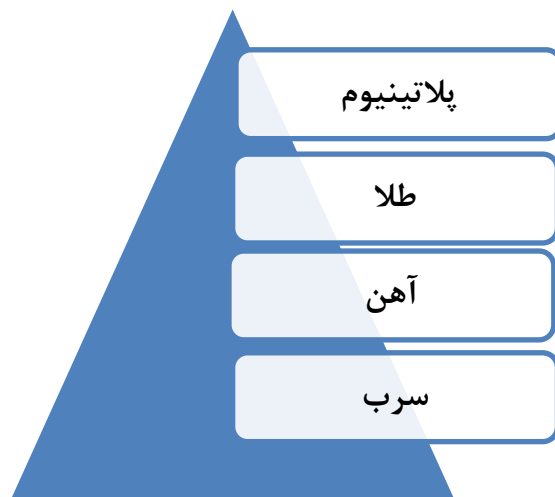 پلاتینیوم
طلا
آهن
سرب